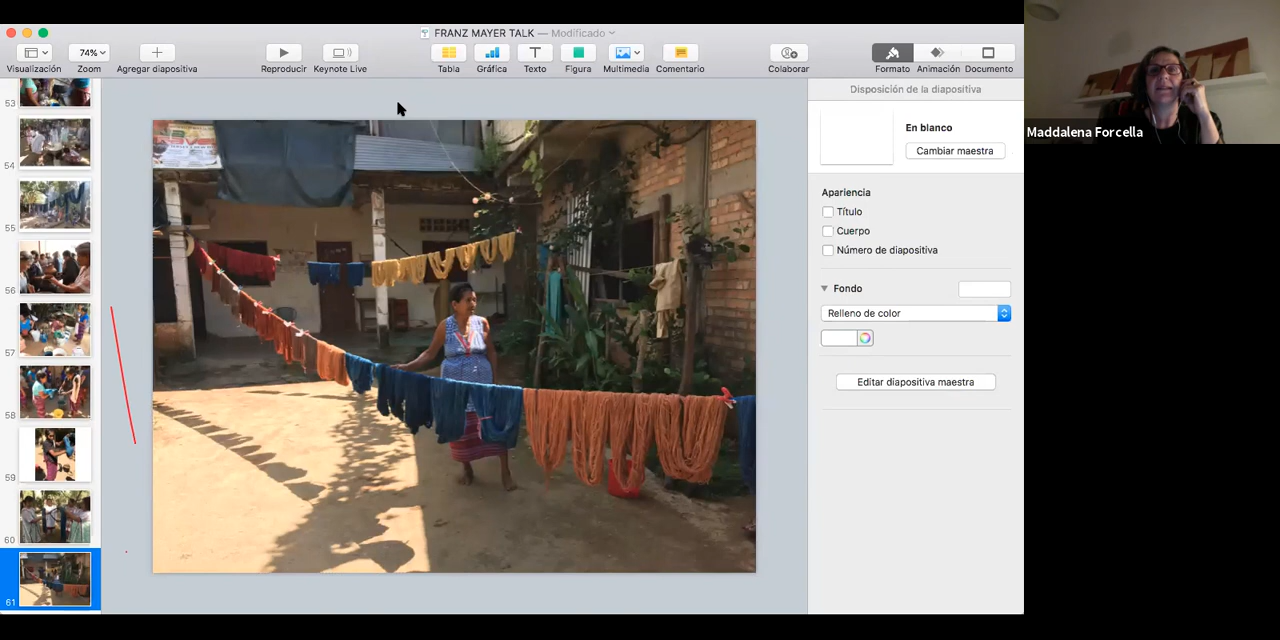 FRANZ MAYER TALK — Modificado
74%
Visualización Zoom Agregar diapositiva Reproducir Keynote Live Tabla Gráfica Texto Figura Multimedia Comentario Colaborar Formato Animación Documento
Disposición de la diapositiva
En blanco
Cambiar maestra
Apariencia
Título
Cuerpo
Número de diapositiva
Fondo
Relleno de color
Editar diapositiva maestra
53
54
55
56
57
58
59
60
61
Maddalena Forcella